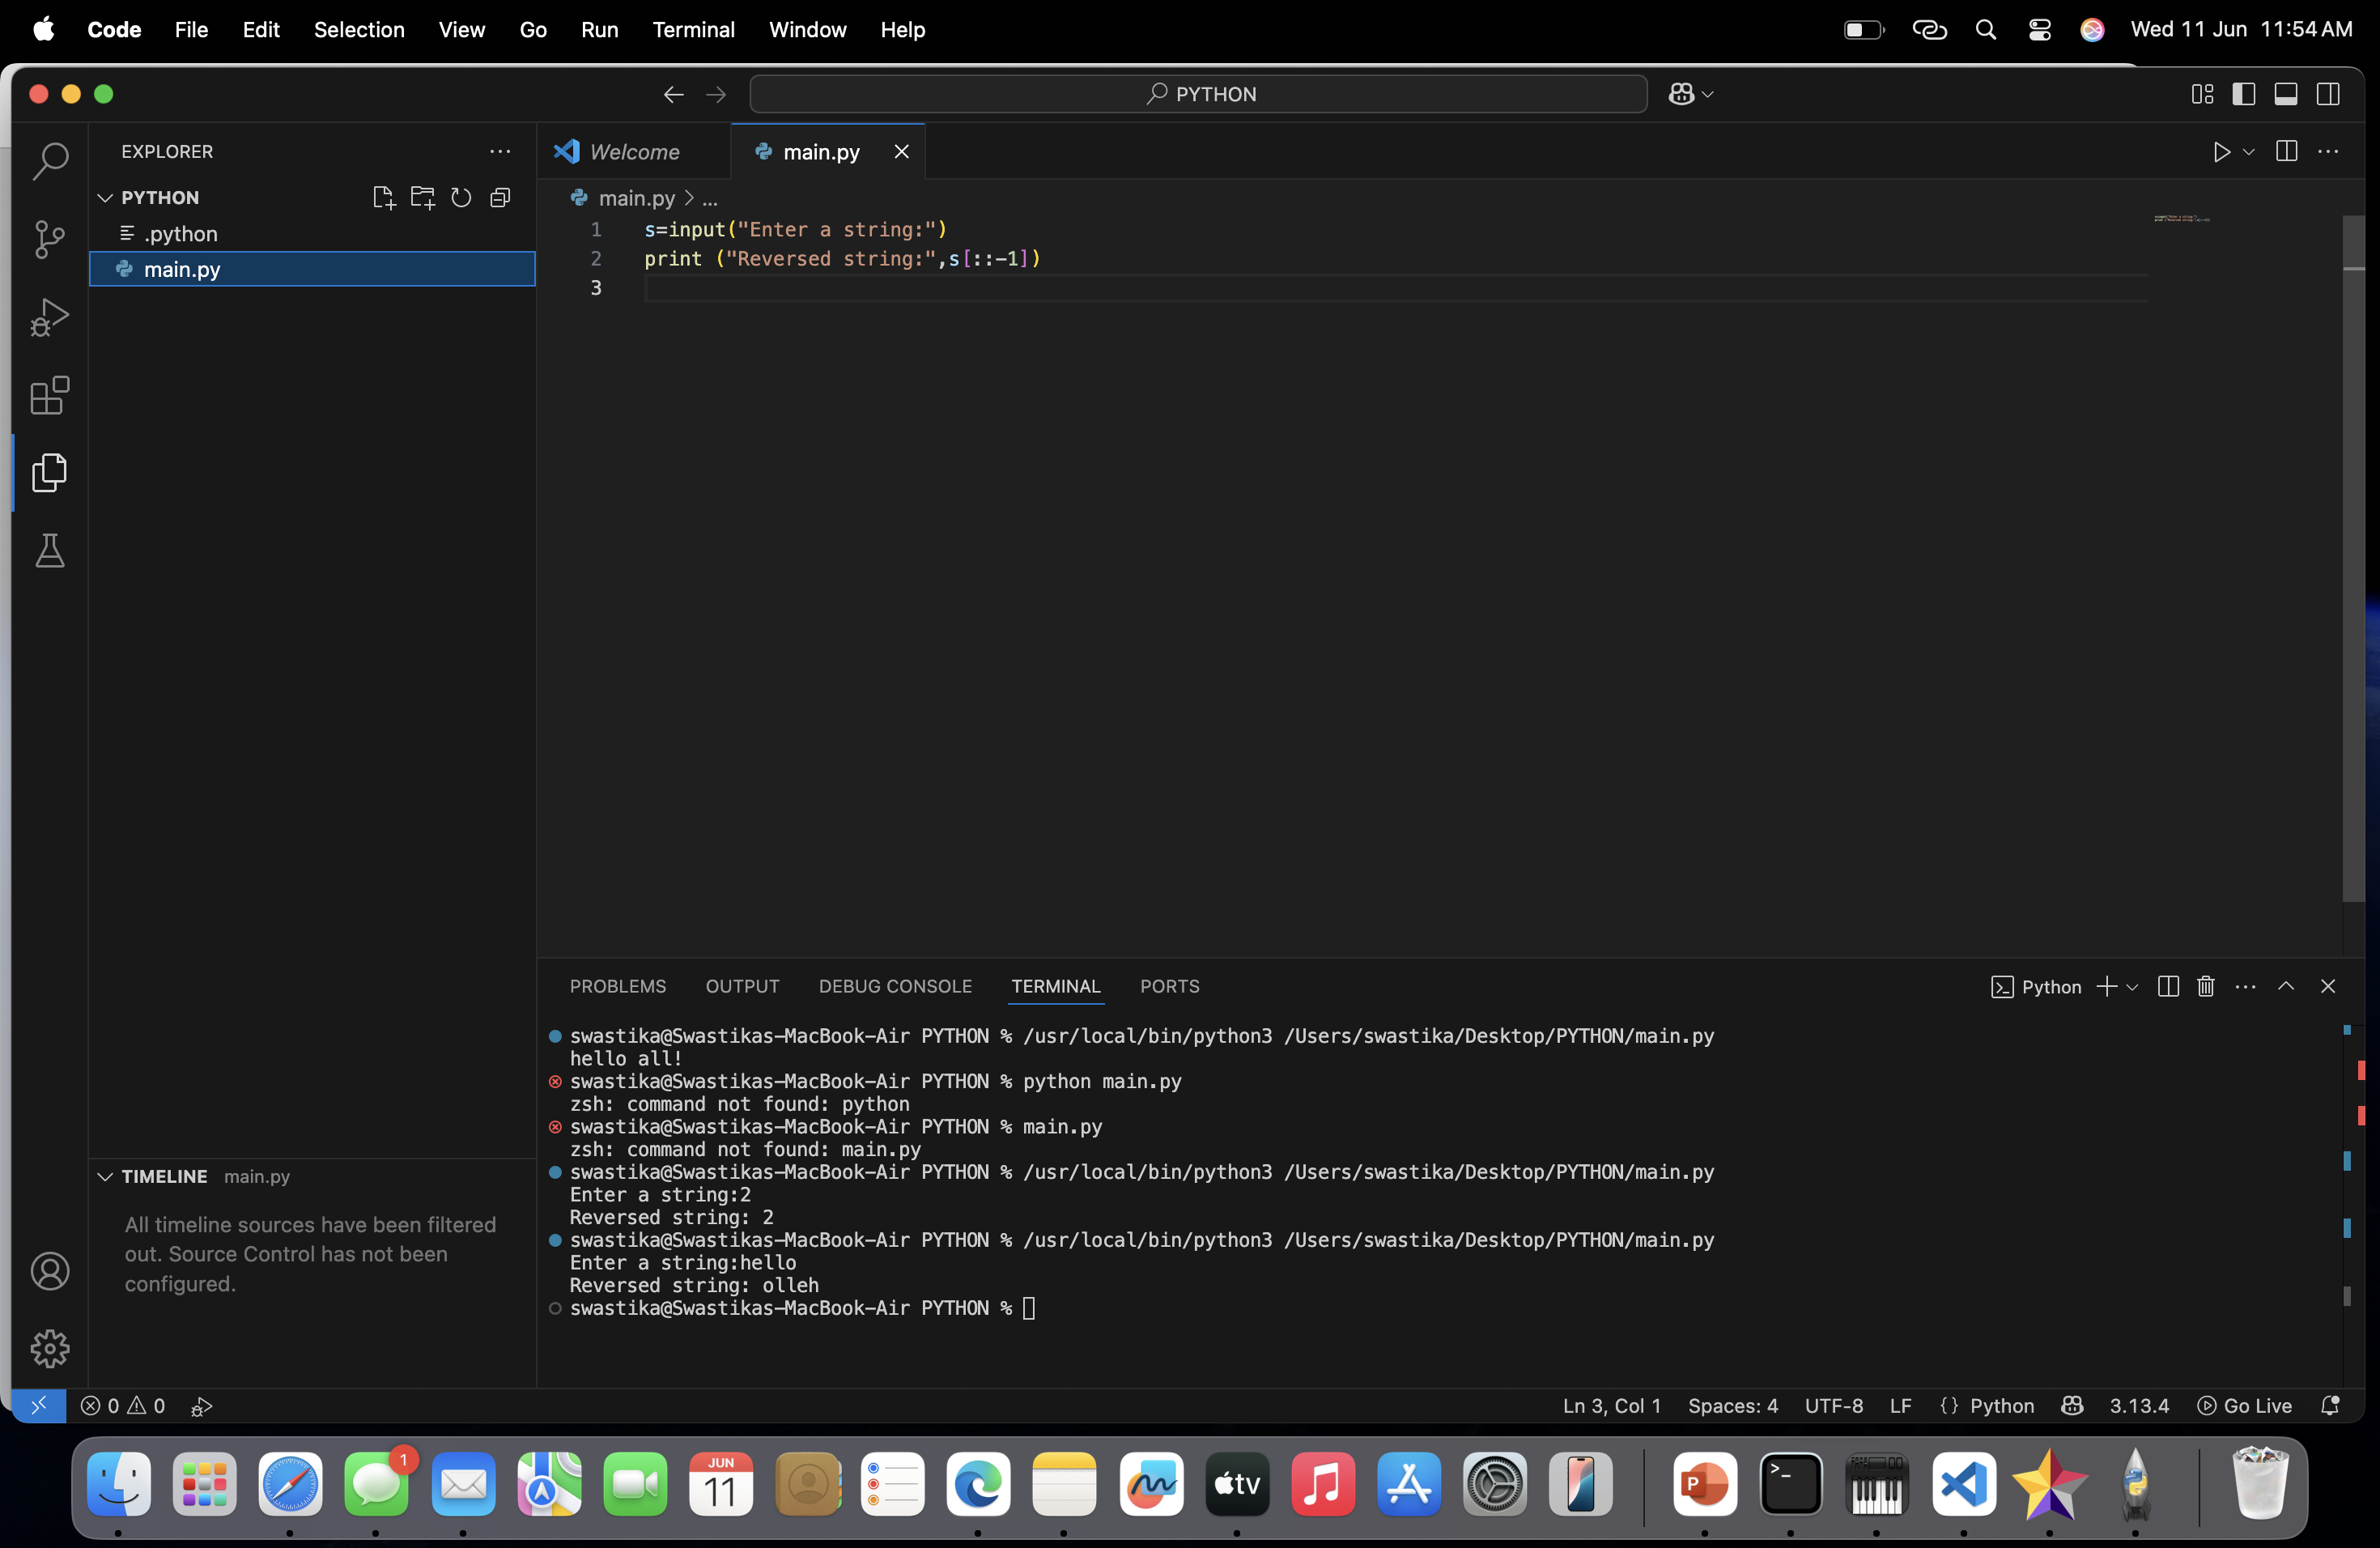 Code File Edit Selection View Go Run Terminal Window Help Wed 11 Jun 11:54 AM
PYTHON
EXPLORER
PYTHON
.python
main.py
Welcome main.py
main.py > ...
1 s=input("Enter a string:")
2 print ("Reversed string:",s[::-1])
3
PROBLEMS OUTPUT DEBUG CONSOLE TERMINAL PORTS Python
swastika@Swastikas-MacBook-Air PYTHON % /usr/local/bin/python3 /Users/swastika/Desktop/PYTHON/main.py
hello all!
swastika@Swastikas-MacBook-Air PYTHON % python main.py
zsh: command not found: python
swastika@Swastikas-MacBook-Air PYTHON % main.py
zsh: command not found: main.py
swastika@Swastikas-MacBook-Air PYTHON % /usr/local/bin/python3 /Users/swastika/Desktop/PYTHON/main.py
Enter a string:2
Reversed string: 2
swastika@Swastikas-MacBook-Air PYTHON % /usr/local/bin/python3 /Users/swastika/Desktop/PYTHON/main.py
Enter a string:hello
Reversed string: olleh
swastika@Swastikas-MacBook-Air PYTHON %
TIMELINE main.py
All timeline sources have been filtered
out. Source Control has not been
configured.
0 0 Ln 3, Col 1 Spaces: 4 UTF-8 LF {} Python 3.13.4 Go Live
1
JUN
11
tv
P
>_